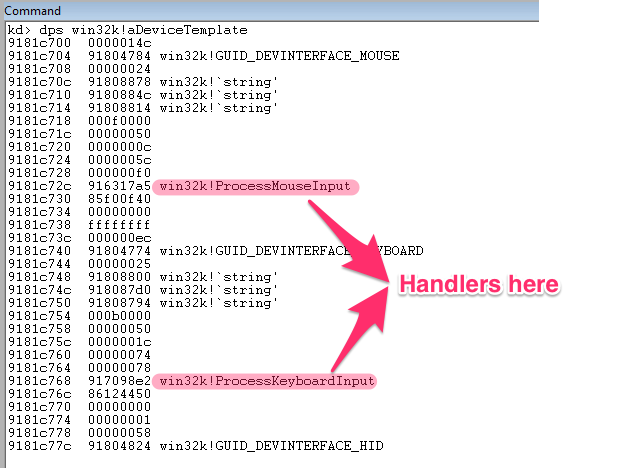 Command
kd> dps win32k!aDeviceTemplate
9181c700 0000014c
9181c704 91804784 win32k!GUID_DEVINTERFACE_MOUSE
9181c708 00000024
9181c70c 91808878 win32k!`string'
9181c710 9180884c win32k!`string'
9181c714 91808814 win32k!`string'
9181c718 000f0000
9181c71c 00000050
9181c720 0000000c
9181c724 0000005c
9181c728 000000f0
9181c72c 916317a5 win32k!ProcessMouseInput
9181c730 85f00f40
9181c734 00000000
9181c738 ffffffff
9181c73c 000000ec
9181c740 91804774 win32k!GUID_DEVINTERFACE YBOARD
9181c744 00000025
9181c748 91808800 win32k!`string'
9181c74c 918087d0 win32k!`string'
9181c750 91808794 win32k!`string'
9181c754 000b0000
9181c758 00000050
9181c75c 0000001c
9181c760 00000074
9181c764 00000078
9181c768 917098e2 win32k!ProcessKeyboardInput
9181c76c 86124450
9181c770 00000000
9181c774 00000001
9181c778 00000058
9181c77c 91804824 win32k!GUID_DEVINTERFACE_HID
Handlers here